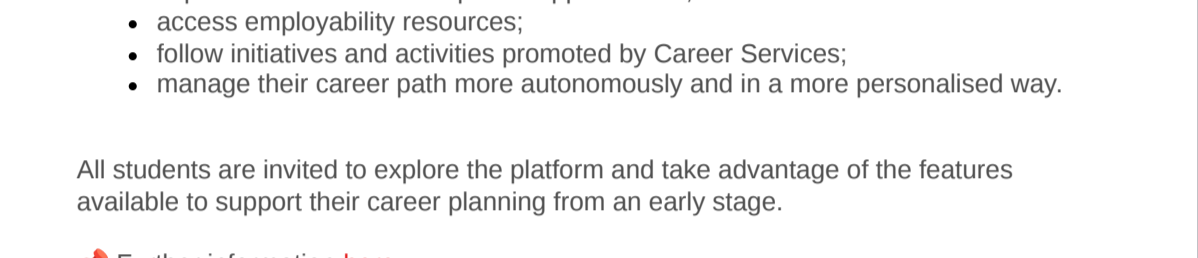 • access employability resources;
• follow initiatives and activities promoted by Career Services;
• manage their career path more autonomously and in a more personalised way.
All students are invited to explore the platform and take advantage of the features
available to support their career planning from an early stage.